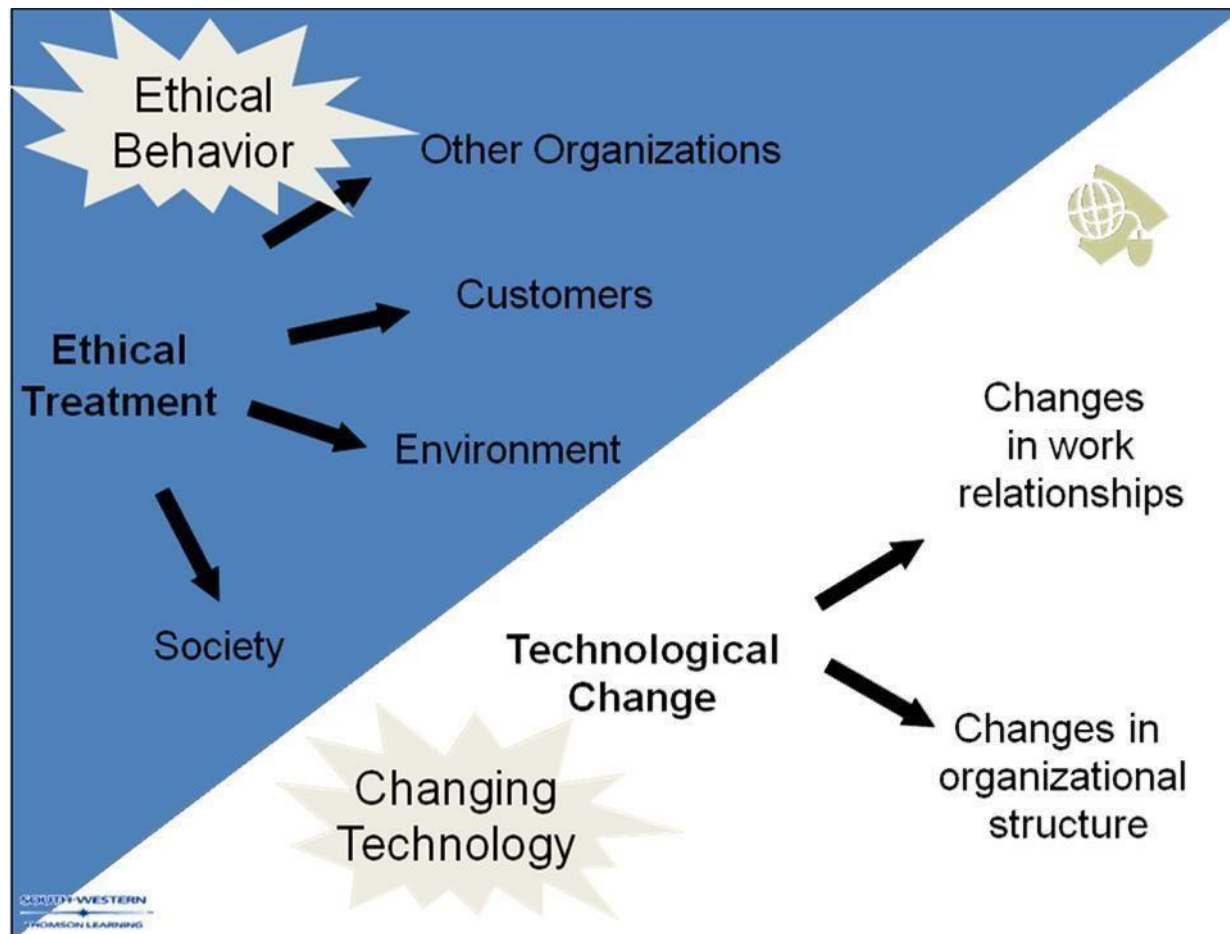 Ethical
Behavior
Other Organizations
Customers
Ethical
Treatment
Environment
Society
Changes
in work
relationships
Technological
Change
Changes in
organizational
structure
Changing
Technology
SOUTH-WESTERN
THOMSON LEARNING